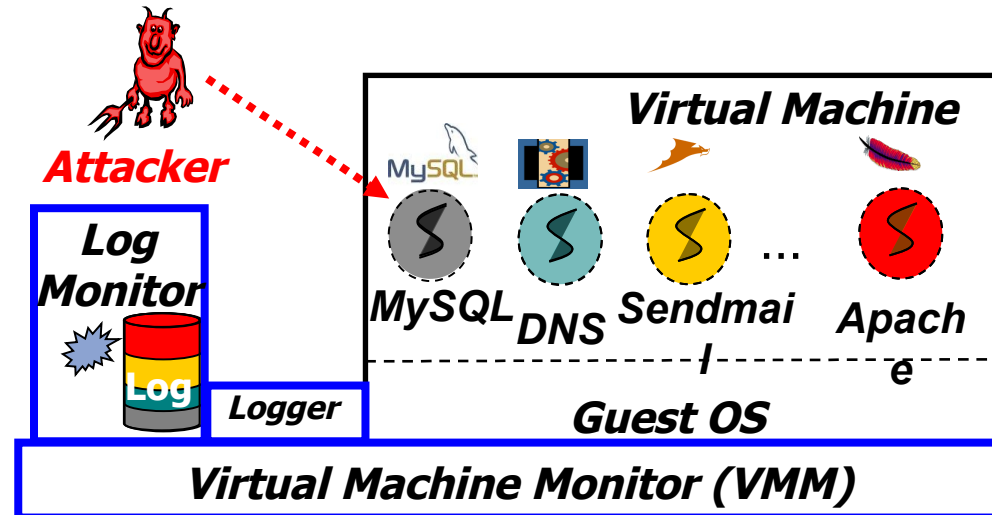 Virtual Machine
Attacker
MySQL
Log
Monitor
...
MySQL
DNS
Sendmai
l
Apach
e
Log
Logger
Guest OS
Virtual Machine Monitor (VMM)